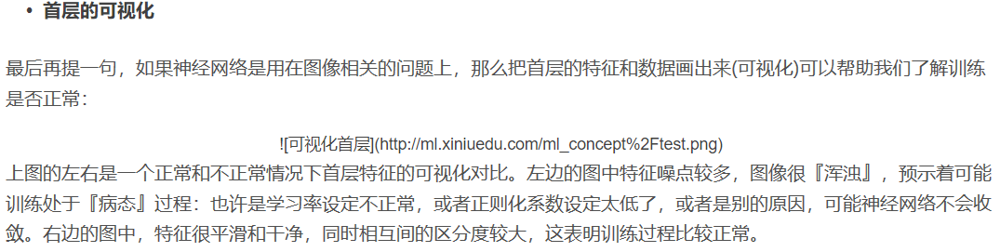 • 首层的可视化
最后再提一句，如果神经网络是用在图像相关的问题上，那么把首层的特征和数据画出来(可视化)可以帮助我们了解训练
是否正常：
![可视化首层](http://ml.xiniuedu.com/ml_concept%2Ftest.png)
上图的左右是一个正常和不正常情况下首层特征的可视化对比。左边的图中特征噪点较多，图像很『浑浊』，预示着可能
训练处于『病态』过程：也许是学习率设定不正常，或者正则化系数设定太低了，或者是别的原因，可能神经网络不会收
敛。右边的图中，特征很平滑和干净，同时相互间的区分度较大，这表明训练过程比较正常。